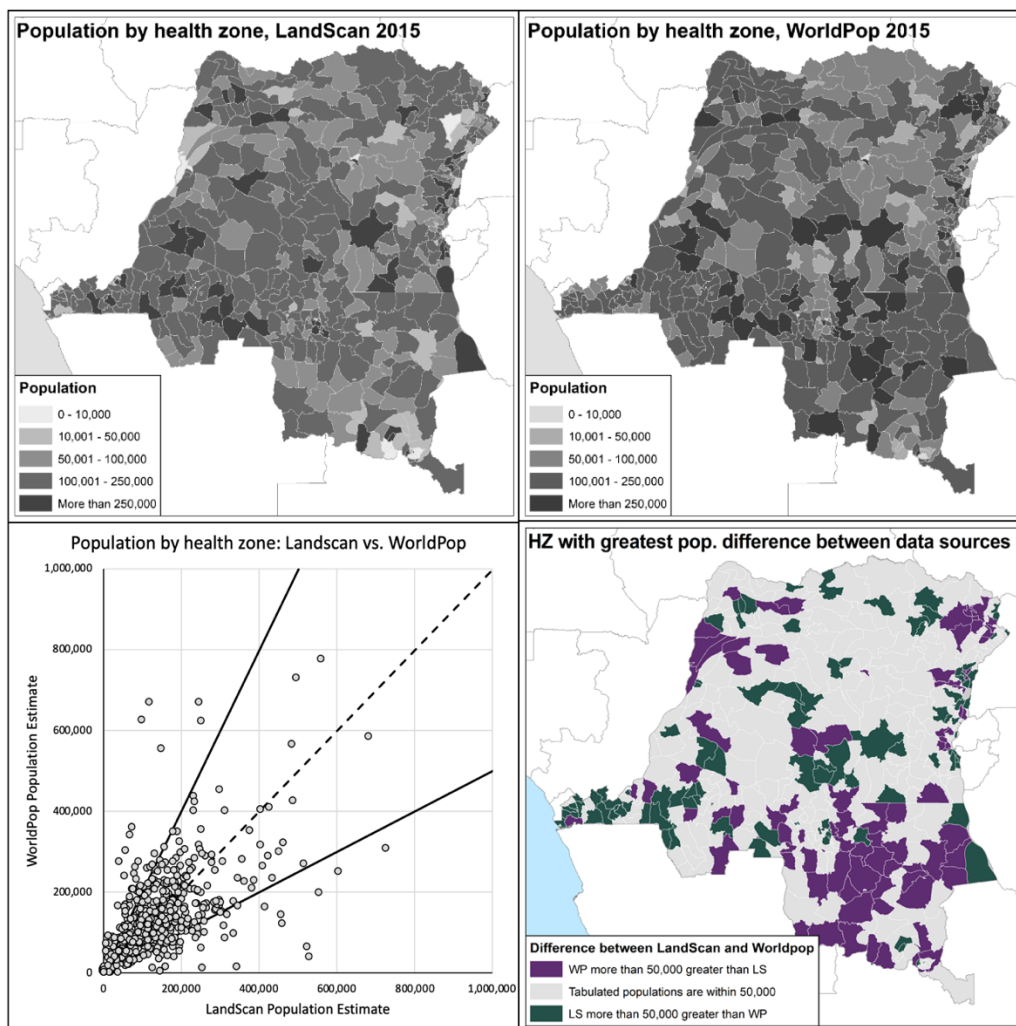 Population by health zone, LandScan 2015
Population
0 - 10,000
10,001 - 50,000
50,001 - 100,000
100,001 - 250,000
More than 250,000
Population by health zone, WorldPop 2015
Population
0 - 10,000
10,001 - 50,000
50,001 - 100,000
100,001 - 250,000
More than 250,000
Population by health zone: Landscan vs. WorldPop
WorldPop Population Estimate
1,000,000
800,000
600,000
400,000
200,000
0
0
200,000
400,000
600,000
800,000
1,000,000
LandScan Population Estimate
HZ with greatest pop. difference between data sources
Difference between LandScan and Worldpop
WP more than 50,000 greater than LS
Tabulated populations are within 50,000
LS more than 50,000 greater than WP